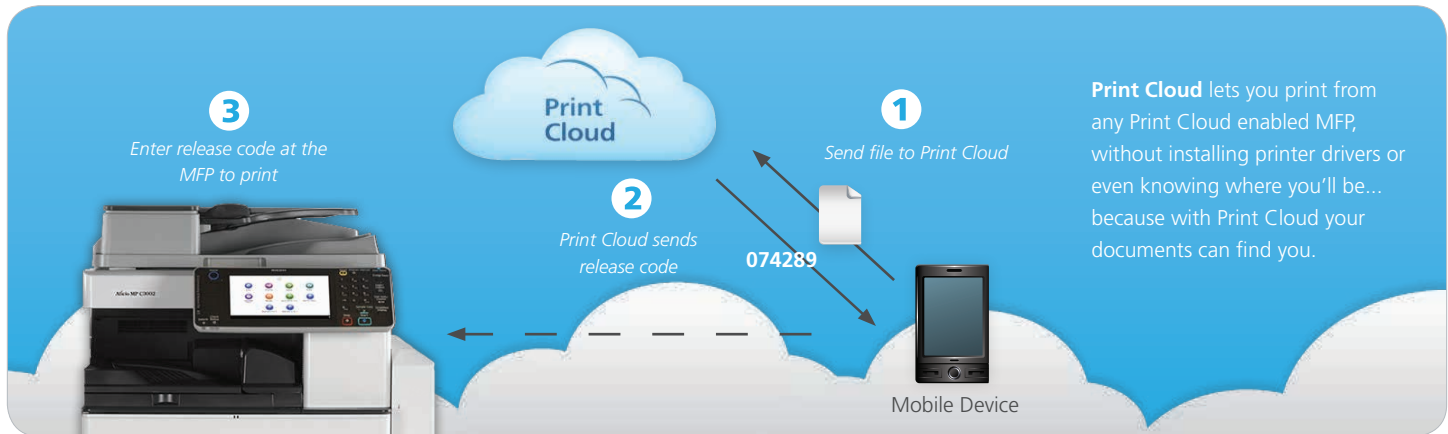 3
Enter release code at the
MFP to print
Print
Cloud
2
Print Cloud sends
release code
074289
1
Send file to Print Cloud
Print Cloud lets you print from
any Print Cloud enabled MFP,
without installing printer drivers or
even knowing where you'll be...
because with Print Cloud your
documents can find you.
Aficio MP C3002
Mobile Device